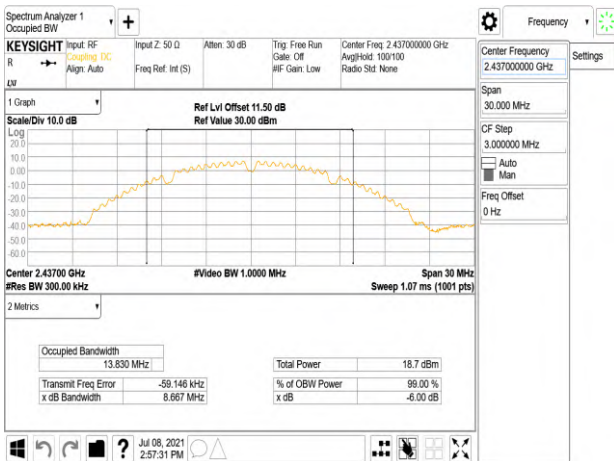 Spectrum Analyzer 1
Occupied BW
Frequency
KEYSIGHT
R
Input: RF
Coupling: DC
Align: Auto
Input Z: 50 Ω
Freq Ref: Int (S)
Atten: 30 dB
Trig: Free Run
Gate: Off
#IF Gain: Low
Center Freq: 2.437000000 GHz
Avg|Hold: 100/100
Radio Std: None
Center Frequency
2.437000000 GHz
Settings
Span
30.000 MHz
CF Step
3.000000 MHz
Auto
Man
Freq Offset
0 Hz
1 Graph
Scale/Div 10.0 dB
Ref Lvl Offset 11.50 dB
Ref Value 30.00 dBm
Log
20.0
10.0
0.00
-10.0
-20.0
-30.0
-40.0
-50.0
-60.0
Center 2.43700 GHz
#Video BW 1.0000 MHz
Span 30 MHz
#Res BW 300.00 kHz
Sweep 1.07 ms (1001 pts)
2 Metrics
Occupied Bandwidth
13.830 MHz
Total Power 18.7 dBm
Transmit Freq Error -59.146 kHz
% of OBW Power 99.00 %
x dB Bandwidth 8.667 MHz
x dB -6.00 dB
?
Jul 08, 2021
2:57:31 PM